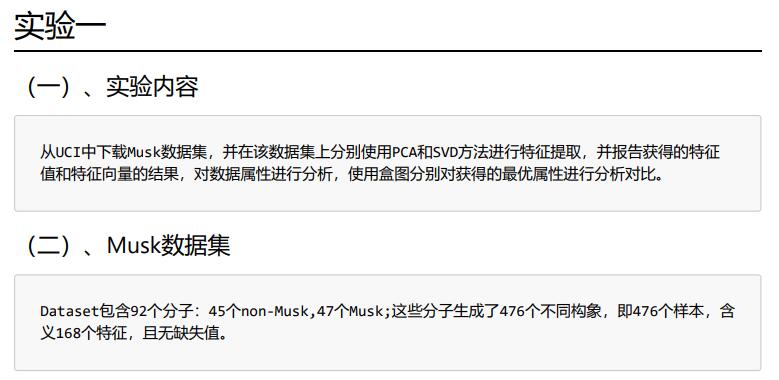 实验一
（一）、实验内容
从UCI中下载Musk数据集，并在该数据集上分别使用PCA和SVD方法进行特征提取，并报告获得的特征
值和特征向量的结果，对数据属性进行分析，使用盒图分别对获得的最优属性进行分析对比。
（二）、Musk数据集
Dataset包含92个分子：45个non-Musk,47个Musk;这些分子生成了476个不同构象，即476个样本，含
义168个特征，且无缺失值。